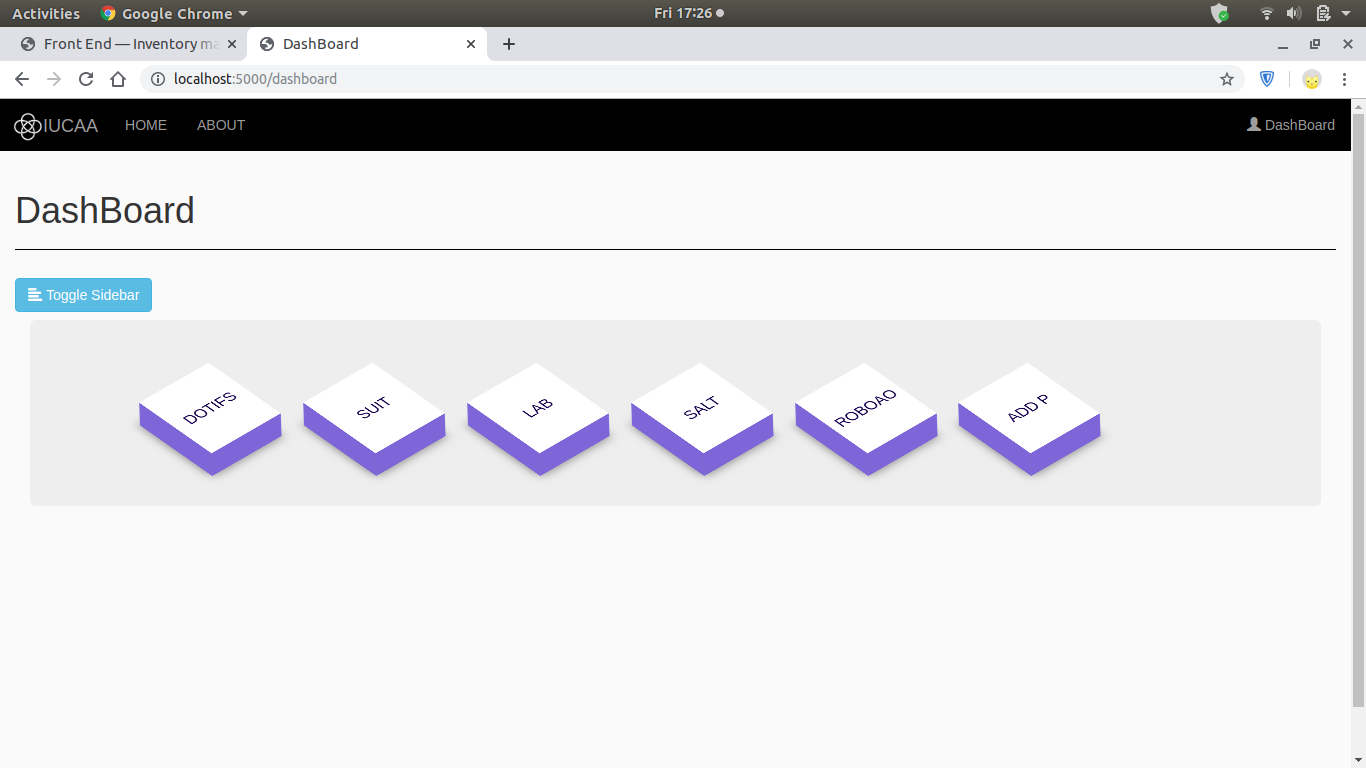 Activities Google Chrome Fri 17:26
Front End — Inventory ma DashBoard
localhost:5000/dashboard
IUCAA HOME ABOUT DashBoard
DashBoard
Toggle Sidebar
DOTIFS SUIT LAB SALT ROBOAO ADD P